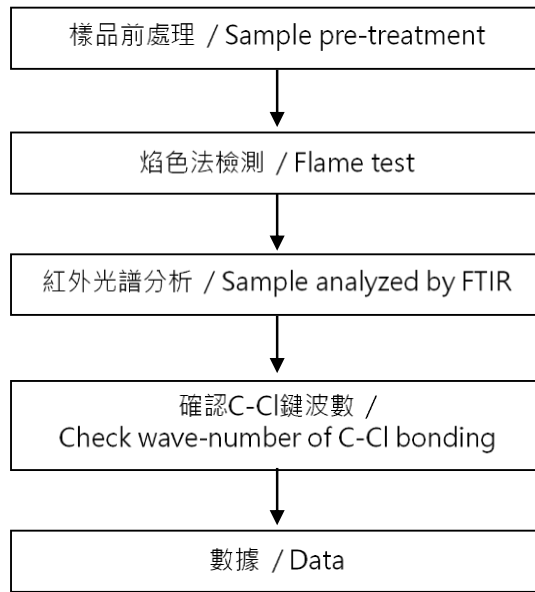 樣品前處理 / Sample pre-treatment
焰色法檢測 / Flame test
紅外光譜分析 / Sample analyzed by FTIR
確認C-Cl鍵波數 /
Check wave-number of C-Cl bonding
數據 / Data